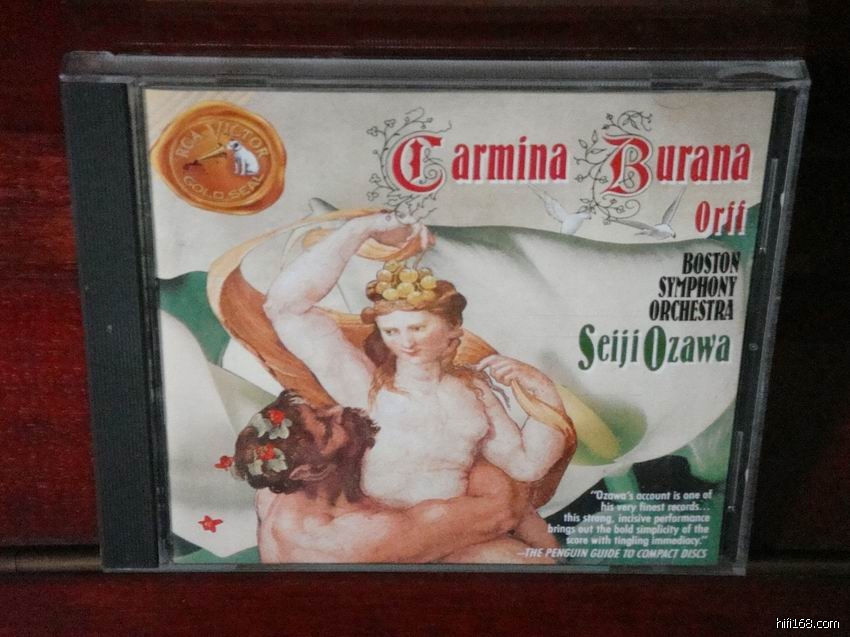 RCA VICTOR
GOLD SEAL
Carmina Burana
Orff
BOSTON
SYMPHONY
ORCHESTRA
Seiji Ozawa
"Ozawa's account is one of
his very finest records...
this strong, incisive performance
brings out the bold simplicity of the
score with tingling immediacy."
—THE PENGUIN GUIDE TO COMPACT DISCS
hifi168.com